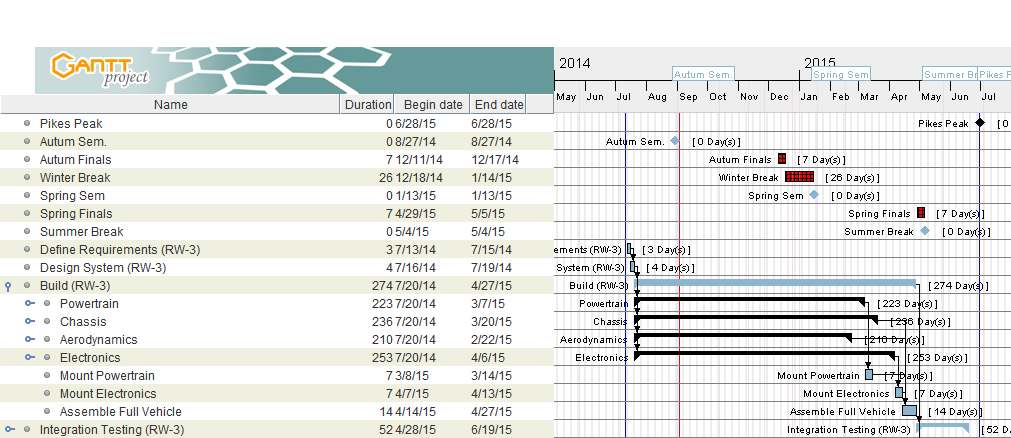 GANTT
project
2014
2015
Autum Sem.
Spring Sem
Summer Br
Pikes P
May Jun Jul Aug Sep Oct Nov Dec Jan Feb Mar Apr May Jun Jul
Name Duration Begin date End date
Pikes Peak 0 6/28/15 6/28/15 Pikes Peak [0
Autum Sem. 0 8/27/14 8/27/14 Autum Sem. [0 Day(s)]
Autum Finals 7 12/11/14 12/17/14 Autum Finals [7 Day(s)]
Winter Break 26 12/18/14 1/14/15 Winter Break [26 Day(s)]
Spring Sem 0 1/13/15 1/13/15 Spring Sem [0 Day(s)]
Spring Finals 7 4/29/15 5/5/15 Spring Finals [7 Day(s)]
Summer Break 0 5/4/15 5/4/15 Summer Break [0 Day(s)]
Define Requirements (RW-3) 3 7/13/14 7/15/14 ements (RW-3) [3 Day(s)]
Design System (RW-3) 4 7/16/14 7/19/14 System (RW-3) [4 Day(s)]
Build (RW-3) 274 7/20/14 4/27/15 Build (RW-3) [274 Day(s)]
Powertrain 223 7/20/14 3/7/15 Powertrain [223 Day(s)]
Chassis 236 7/20/14 3/20/15 Chassis [236 Day(s)]
Aerodynamics 210 7/20/14 2/22/15 Aerodynamics [210 Day(s)]
Electronics 253 7/20/14 4/6/15 Electronics [253 Day(s)]
Mount Powertrain 7 3/8/15 3/14/15 Mount Powertrain [7 Day(s)]
Mount Electronics 7 4/7/15 4/13/15 Mount Electronics [7 Day(s)]
Assemble Full Vehicle 14 4/14/15 4/27/15 Assemble Full Vehicle [14 Day(s)]
Integration Testing (RW-3) 52 4/28/15 6/19/15 Integration Testing (RW-3) [52 D